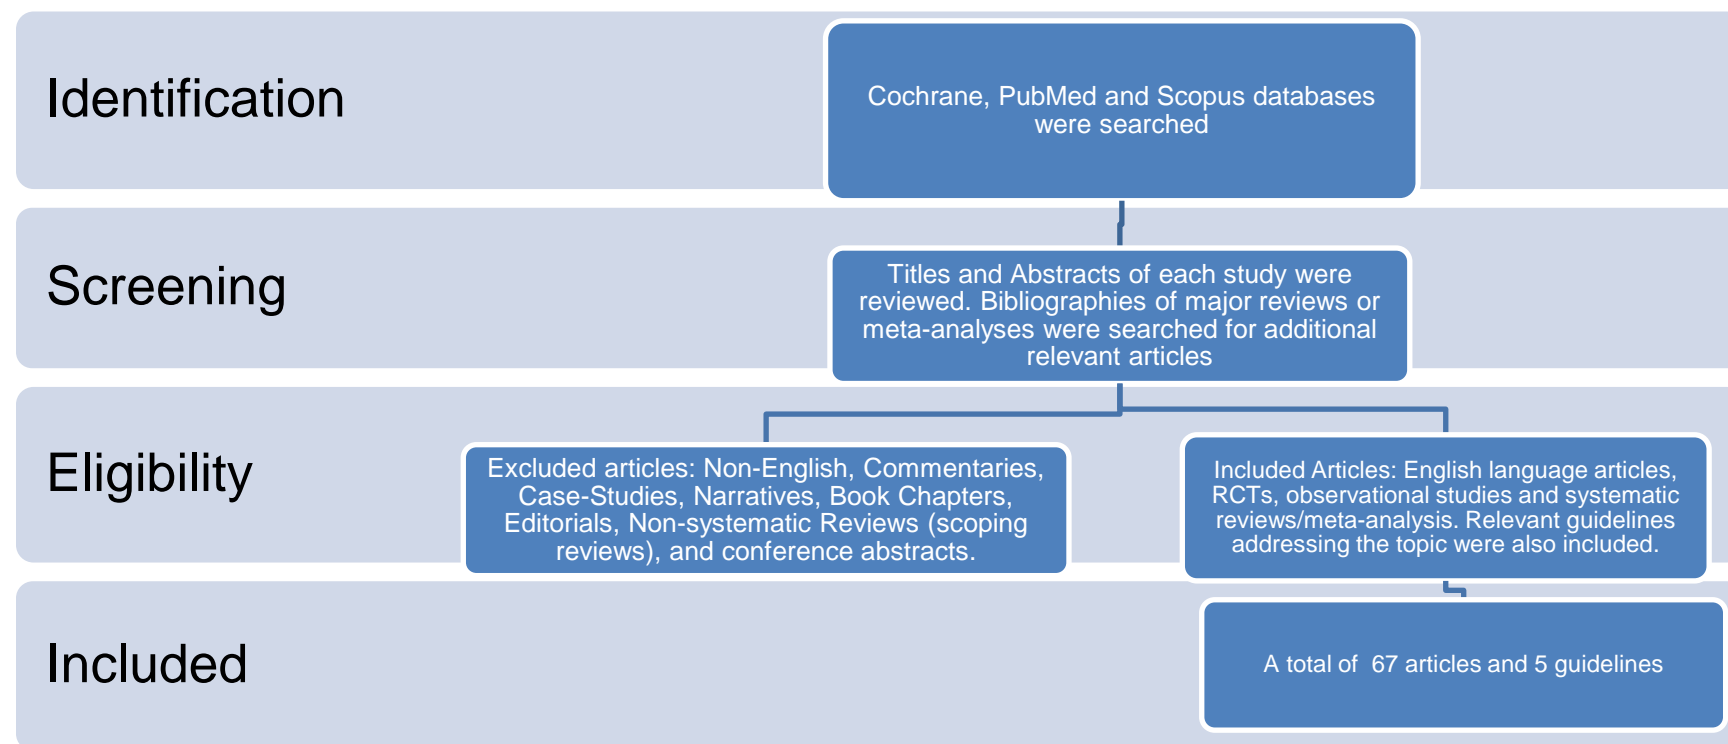 Identification
Cochrane, PubMed and Scopus databases
were searched
Screening
Titles and Abstracts of each study were
reviewed. Bibliographies of major reviews or
meta-analyses were searched for additional
relevant articles
Eligibility
Excluded articles: Non-English, Commentaries,
Case-Studies, Narratives, Book Chapters,
Editorials, Non-systematic Reviews (scoping
reviews), and conference abstracts.
Included Articles: English language articles,
RCTs, observational studies and systematic
reviews/meta-analysis. Relevant guidelines
addressing the topic were also included.
Included
A total of  67 articles and 5 guidelines